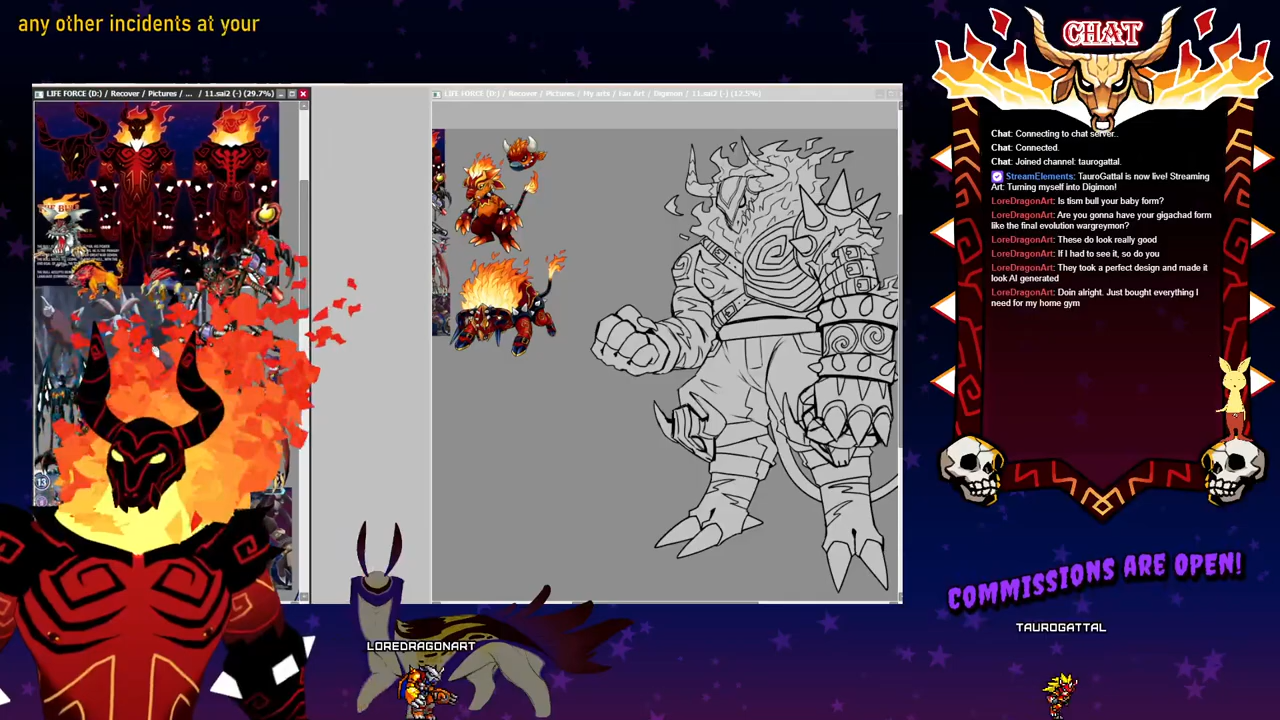 any other incidents at your
LIFE FORCE (D:) / Recover / Pictures / ... / 11.sai2 (-) (29.7%)
LIFE FORCE (D:) / Recover / Pictures / My arts / Fan Art / Digimon / 11.sai2 (-) (12.5%)
THE BULL
13
CHAT
Chat: Connecting to chat server..
Chat: Connected.
Chat: Joined channel: taurogattal.
StreamElements: TauroGattal is now live! Streaming
Art: Turning myself into Digimon!
LoreDragonArt: Is tism bull your baby form?
LoreDragonArt: Are you gonna have your gigachad form
like the final evolution wargreymon?
LoreDragonArt: These do look really good
LoreDragonArt: If I had to see it, so do you
LoreDragonArt: They took a perfect design and made it
look AI generated
LoreDragonArt: Doin alright. Just bought everything I
need for my home gym
COMMISSIONS ARE OPEN!
TAUROGATTAL
LOREDRAGONART